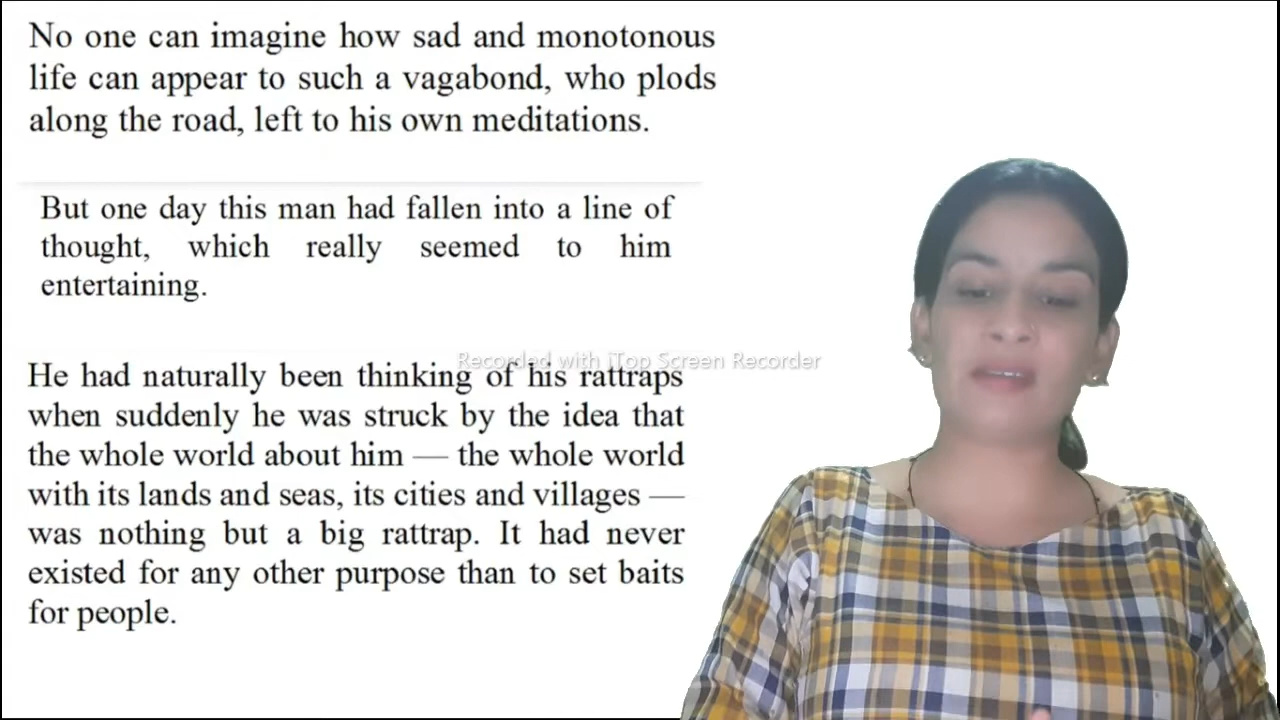 No one can imagine how sad and monotonous
life can appear to such a vagabond, who plods
along the road, left to his own meditations.
But one day this man had fallen into a line of
thought, which really seemed to him
entertaining.
Recorded with iTop Screen Recorder
He had naturally been thinking of his rattraps
when suddenly he was struck by the idea that
the whole world about him — the whole world
with its lands and seas, its cities and villages —
was nothing but a big rattrap. It had never
existed for any other purpose than to set baits
for people.